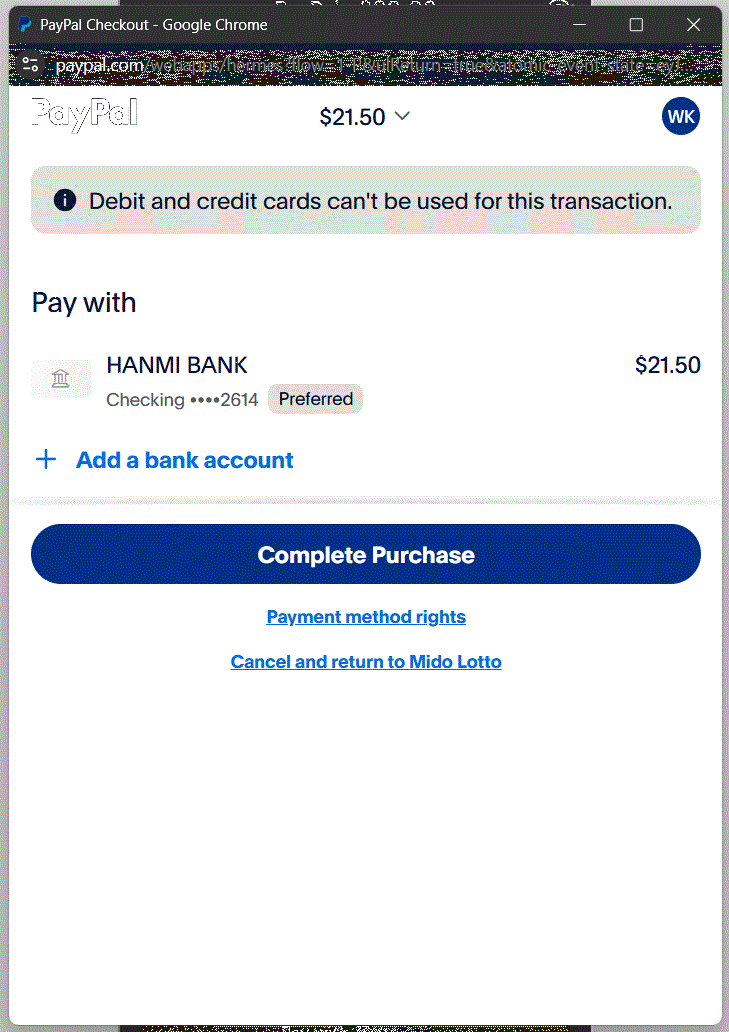 PayPal Checkout - Google Chrome
paypal.com
PayPal
$21.50
WK
Debit and credit cards can't be used for this transaction.
Pay with
HANMI BANK
$21.50
Checking ••••2614
Preferred
+ Add a bank account
Complete Purchase
Payment method rights
Cancel and return to Mido Lotto